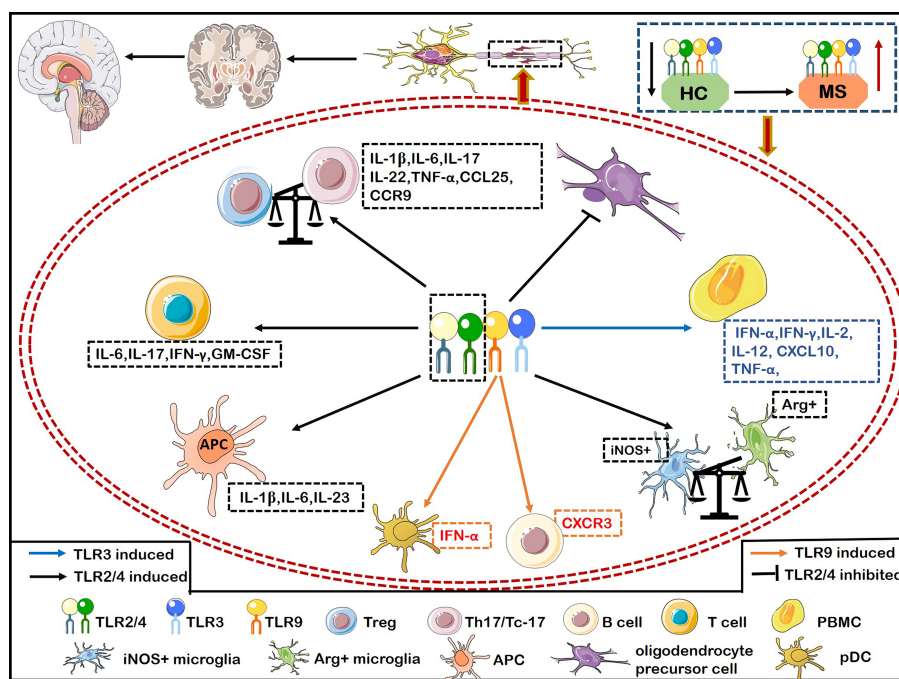 HC
MS
IL-1β,IL-6,IL-17
IL-22,TNF-α,CCL25,
CCR9
IL-6,IL-17,IFN-γ,GM-CSF
IFN-α,IFN-γ,IL-2,
IL-12, CXCL10,
TNF-α,
Arg+
iNOS+
APC
IL-1β,IL-6,IL-23
IFN-α
CXCR3
TLR3 induced
TLR2/4 induced
TLR9 induced
TLR2/4 inhibited
TLR2/4
TLR3
TLR9
Treg
Th17/Tc-17
B cell
T cell
PBMC
iNOS+ microglia
Arg+ microglia
APC
oligodendrocyte
precursor cell
pDC